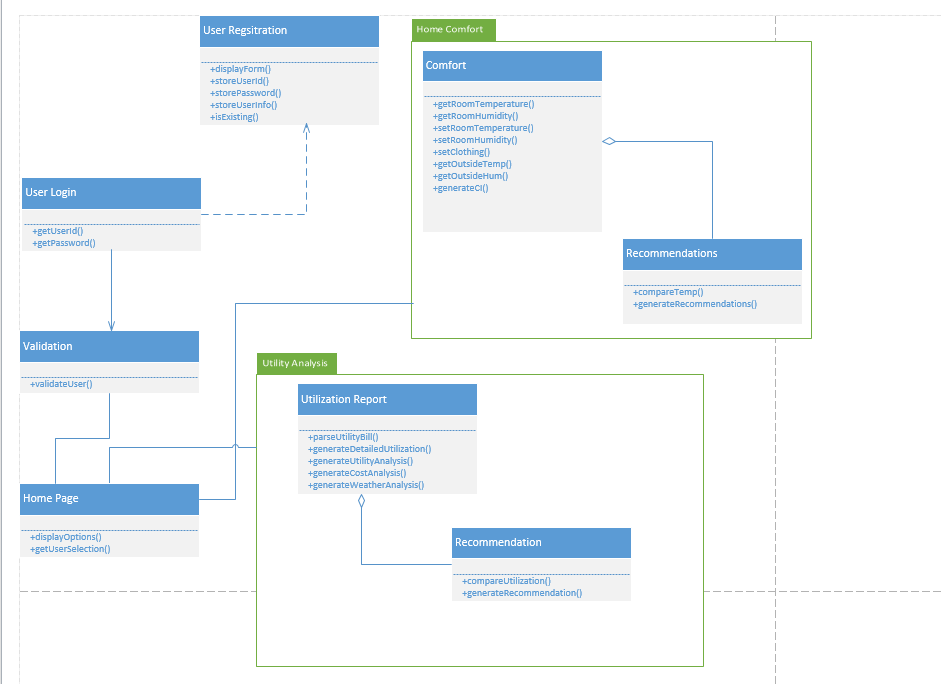 User Regsitration
+displayForm()
+storeUserId()
+storePassword()
+storeUserInfo()
+isExisting()
Home Comfort
Comfort
+getRoomTemperature()
+getRoomHumidity()
+setRoomTemperature()
+setRoomHumidity()
+setClothing()
+getOutsideTemp()
+getOutsideHum()
+generateCI()
User Login
+getUserId()
+getPassword()
Recommendations
+compareTemp()
+generateRecommendations()
Validation
+validateUser()
Utility Analysis
Utilization Report
+parseUtilityBill()
+generateDetailedUtilization()
+generateUtilityAnalysis()
+generateCostAnalysis()
+generateWeatherAnalysis()
Home Page
+displayOptions()
+getUserSelection()
Recommendation
+compareUtilization()
+generateRecommendation()